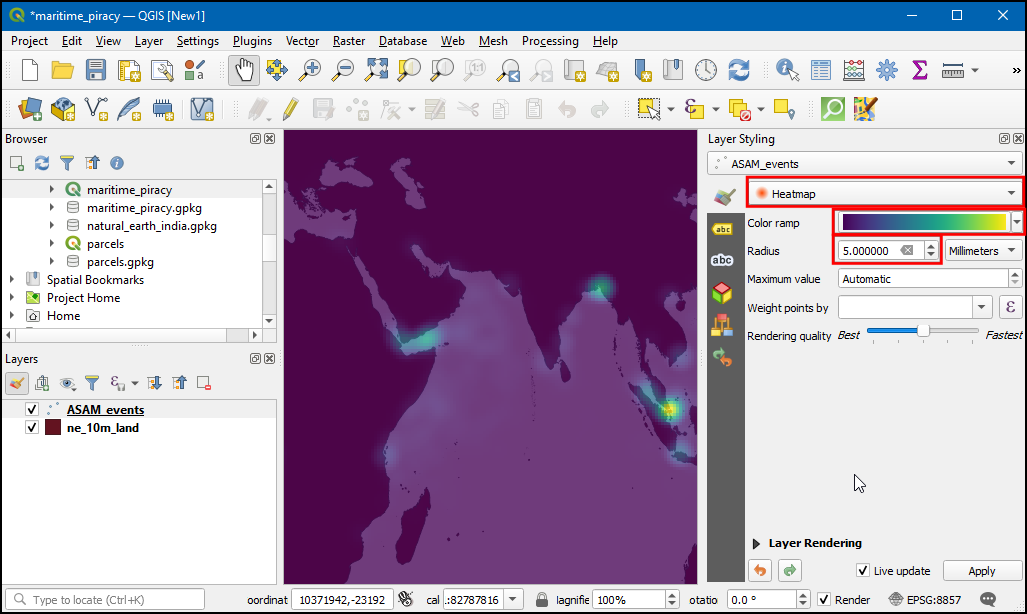 *maritime_piracy — QGIS [New1]
Project Edit View Layer Settings Plugins Vector Raster Database Web Mesh Processing Help
Browser
maritime_piracy
maritime_piracy.gpkg
natural_earth_india.gpkg
parcels
parcels.gpkg
Spatial Bookmarks
Project Home
Home
Layers
ASAM_events
ne_10m_land
Layer Styling
ASAM_events
Heatmap
Color ramp
Radius 5.000000 Millimeters
Maximum value Automatic
Weight points by ε
Rendering quality Best Fastest
abc
abc
Layer Rendering
Live update Apply
Type to locate (Ctrl+K) oordinat 10371942,-23192 cal :82787816 lagnifie 100% otatio 0.0 ° Render EPSG:8857